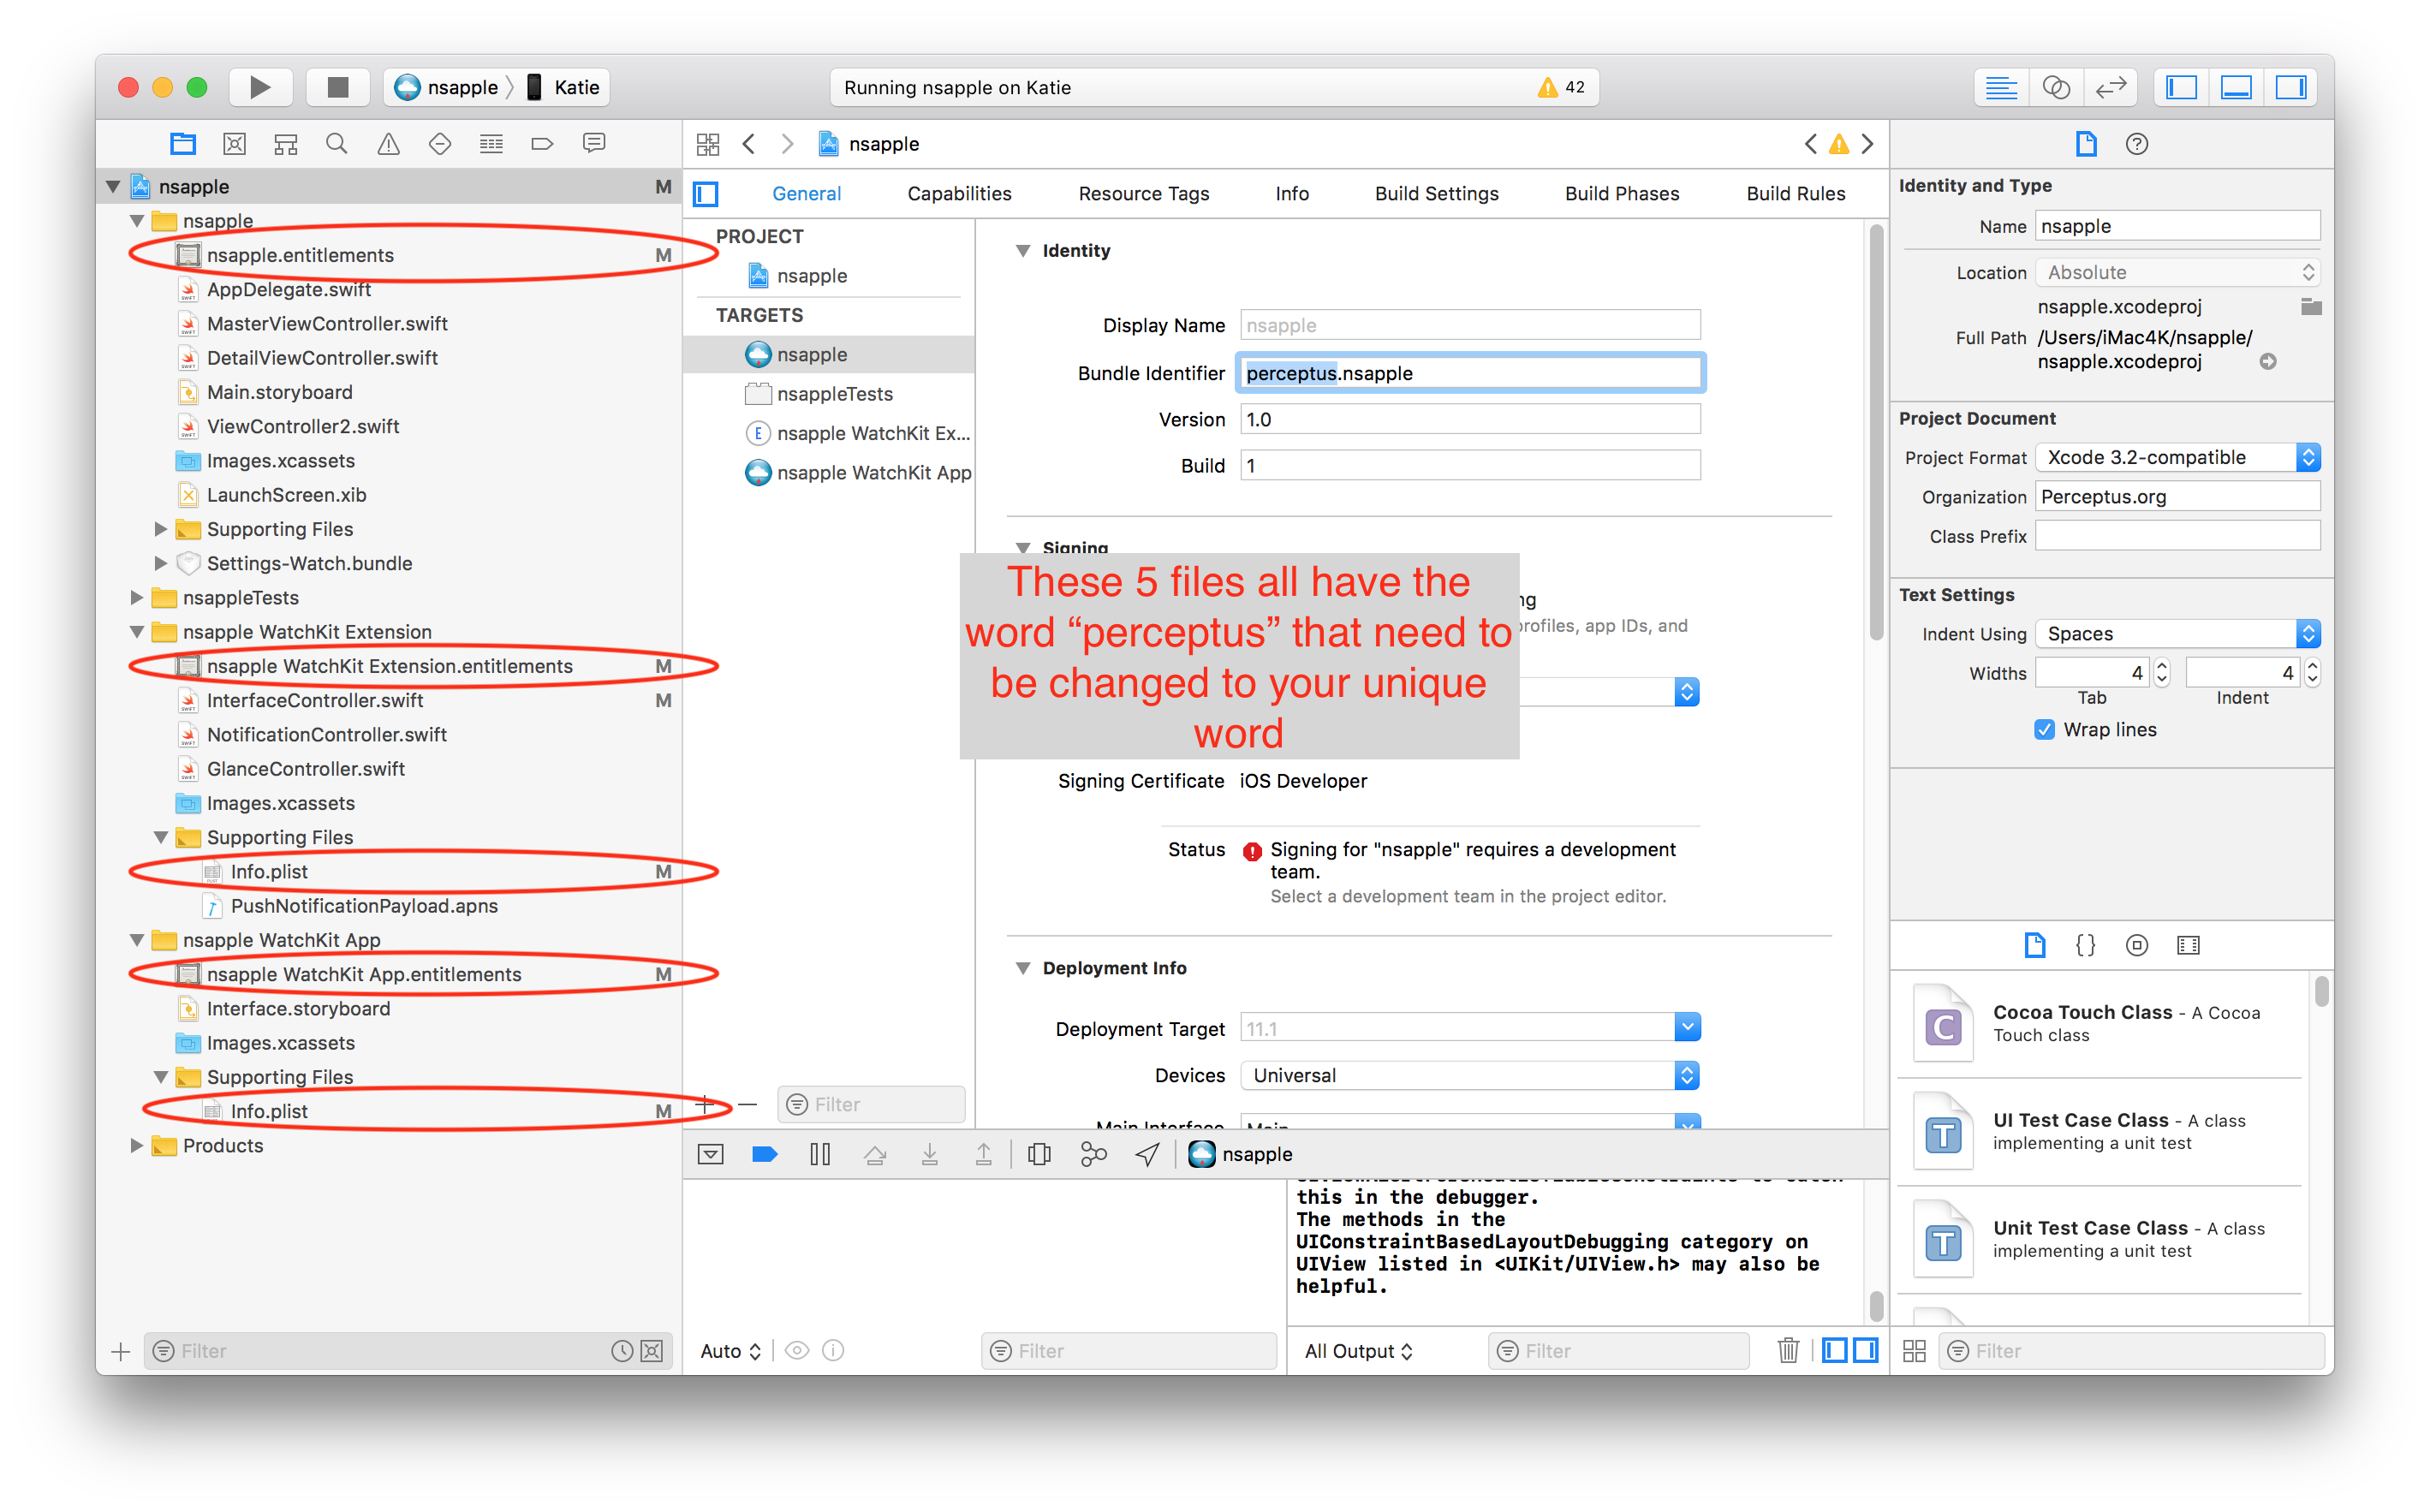 nsapple 〉 Katie
Running nsapple on Katie
42
nsapple M
nsapple
nsapple.entitlements M
AppDelegate.swift
MasterViewController.swift
DetailViewController.swift
Main.storyboard
ViewController2.swift
Images.xcassets
LaunchScreen.xib
Supporting Files
Settings-Watch.bundle
nsappleTests
nsapple WatchKit Extension
nsapple WatchKit Extension.entitlements M
InterfaceController.swift M
NotificationController.swift
GlanceController.swift
Images.xcassets
Supporting Files
Info.plist M
PushNotificationPayload.apns
nsapple WatchKit App
nsapple WatchKit App.entitlements M
Interface.storyboard
Images.xcassets
Supporting Files
Info.plist M
Products
Filter
nsapple
General Capabilities Resource Tags Info Build Settings Build Phases Build Rules
PROJECT
nsapple
TARGETS
nsapple
nsappleTests
E nsapple WatchKit Ex...
nsapple WatchKit App
Filter
Identity
Display Name nsapple
Bundle Identifier perceptus.nsapple
Version 1.0
Build 1
Signing
These 5 files all have the
word “perceptus” that need to
be changed to your unique
word
ng
profiles, app IDs, and
Signing Certificate iOS Developer
Status Signing for "nsapple" requires a development
team.
Select a development team in the project editor.
Deployment Info
Deployment Target 11.1
Devices Universal
Main Interface Main
nsapple
this in the debugger.
The methods in the
UIConstraintBasedLayoutDebugging category on
UIView listed in <UIKit/UIView.h> may also be
helpful.
Auto
Filter
All Output
Filter
Identity and Type
Name nsapple
Location Absolute
nsapple.xcodeproj
Full Path /Users/iMac4K/nsapple/
nsapple.xcodeproj
Project Document
Project Format Xcode 3.2-compatible
Organization Perceptus.org
Class Prefix
Text Settings
Indent Using Spaces
Widths 4 4
Tab Indent
Wrap lines
{}
C
Cocoa Touch Class - A Cocoa
Touch class
T
UI Test Case Class - A class
implementing a unit test
T
Unit Test Case Class - A class
implementing a unit test
Filter